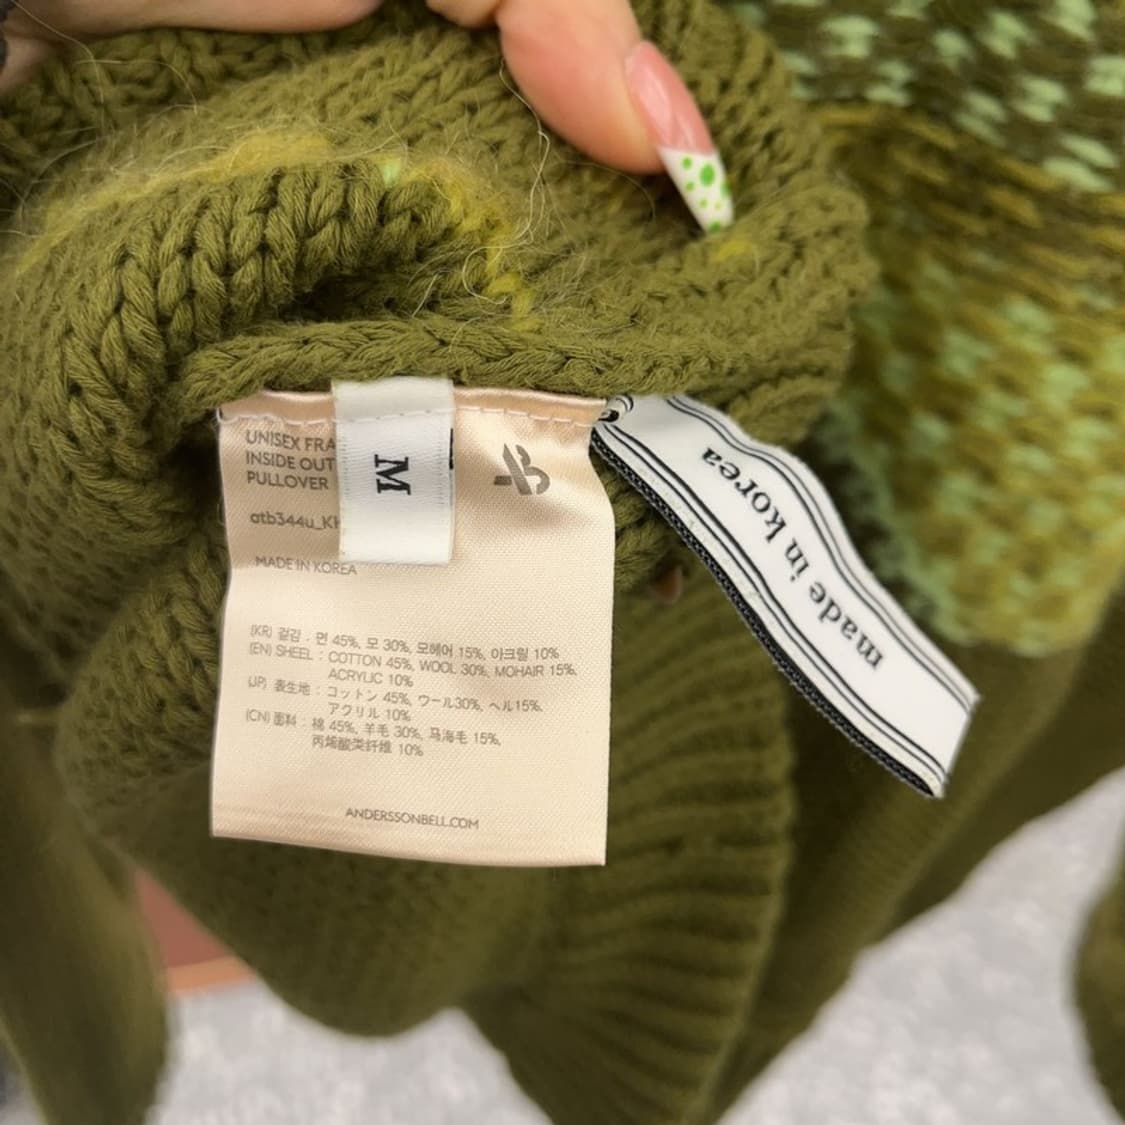 UNISEX FRA
INSIDE OUT
PULLOVER
atb344u_KH
MADE IN KOREA
M
(KR) 겉감 - 면 45%, 모 30%, 모헤어 15%, 아크릴 10%
(EN) SHEEL : COTTON 45%, WOOL 30%, MOHAIR 15%,
ACRYLIC 10%
(JP) 表生地 : コットン 45%, ウール30%, ヘル15%,
アクリル 10%
(CN) 面料 : 棉 45%, 羊毛 30%, 马海毛 15%,
丙烯酸类纤维 10%
ANDERSSONBELL.COM
made in korea